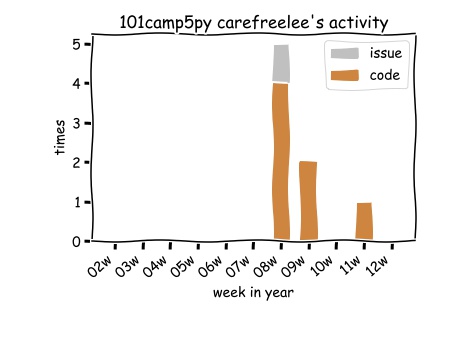 101camp5py carefreelee's activity
issue
code
times
5
4
3
2
1
0
02w 03w 04w 05w 06w 07w 08w 09w 10w 11w 12w
week in year